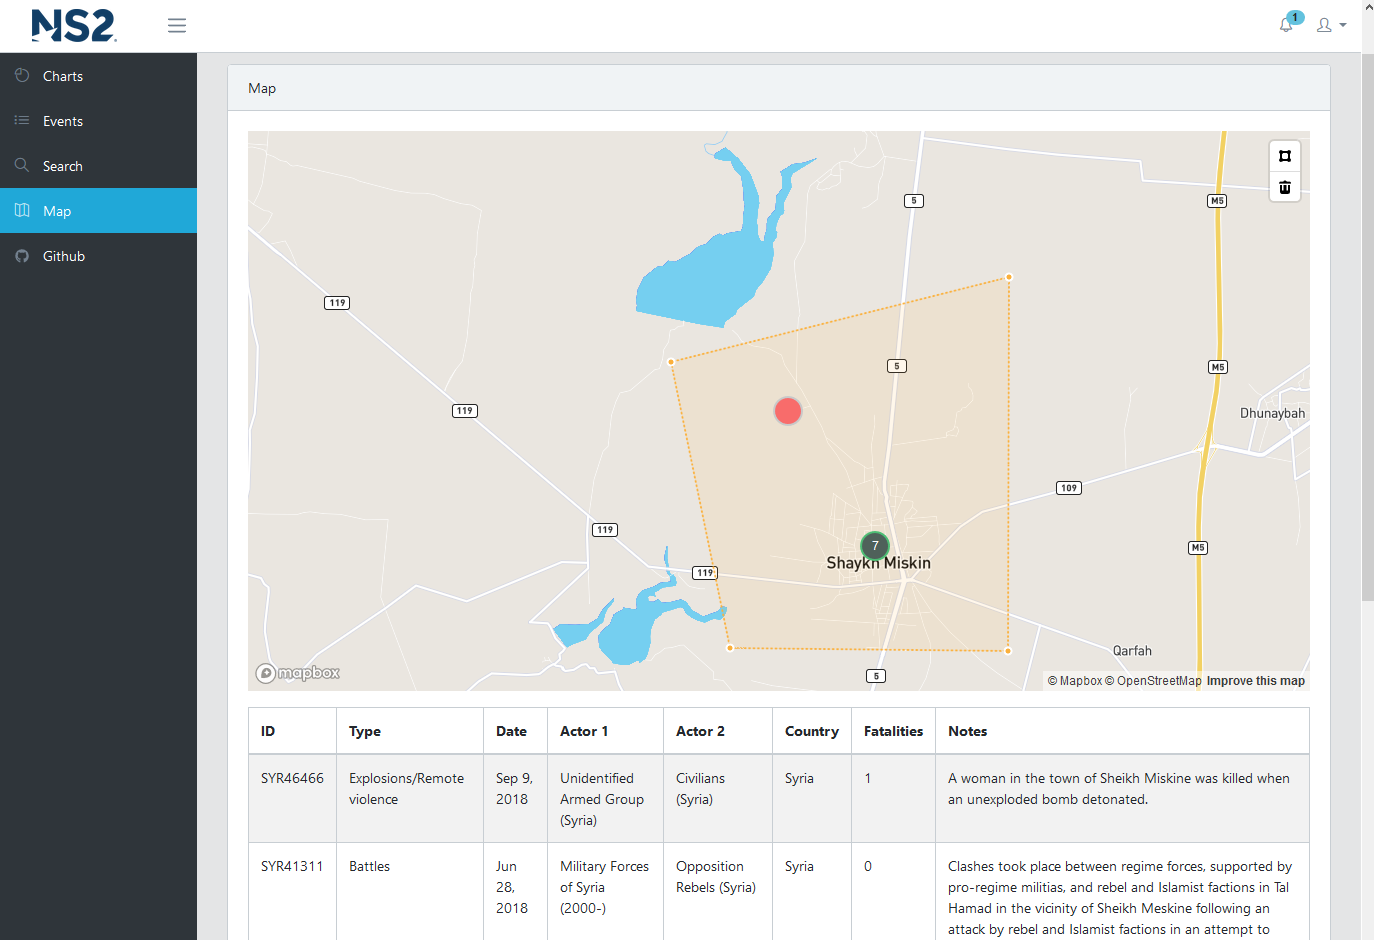 NS2
1
Charts
Events
Search
Map
Github
Map
5
M5
119
5
M5
119
Dhunaybah
109
119
7
M5
Shaykh Miskin
119
Qarfah
5
mapbox
© Mapbox © OpenStreetMap Improve this map
ID Type Date Actor 1 Actor 2 Country Fatalities Notes
SYR46466 Explosions/Remote Sep 9, Unidentified Civilians Syria 1 A woman in the town of Sheikh Miskine was killed when
violence 2018 Armed Group (Syria) an unexploded bomb detonated.
(Syria)
SYR41311 Battles Jun Military Forces Opposition Syria 0 Clashes took place between regime forces, supported by
28, of Syria Rebels (Syria) pro-regime militias, and rebel and Islamist factions in Tal
2018 (2000-) Hamad in the vicinity of Sheikh Meskine following an
attack by rebel and Islamist factions in an attempt to